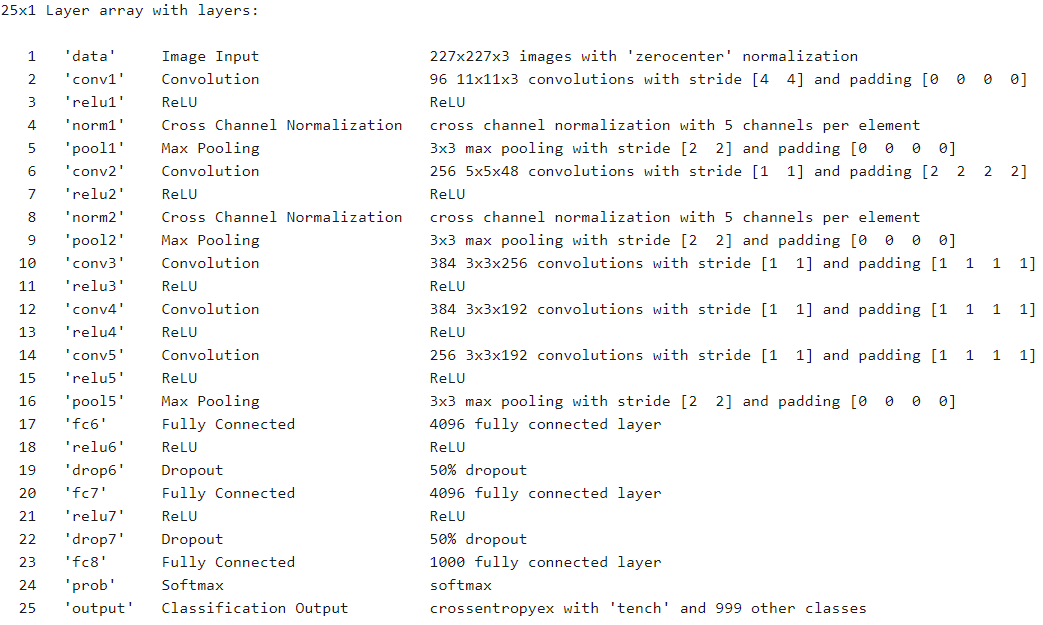 25x1 Layer array with layers:
1 'data' Image Input 227x227x3 images with 'zerocenter' normalization
2 'conv1' Convolution 96 11x11x3 convolutions with stride [4 4] and padding [0 0 0 0]
3 'relu1' ReLU ReLU
4 'norm1' Cross Channel Normalization cross channel normalization with 5 channels per element
5 'pool1' Max Pooling 3x3 max pooling with stride [2 2] and padding [0 0 0 0]
6 'conv2' Convolution 256 5x5x48 convolutions with stride [1 1] and padding [2 2 2 2]
7 'relu2' ReLU ReLU
8 'norm2' Cross Channel Normalization cross channel normalization with 5 channels per element
9 'pool2' Max Pooling 3x3 max pooling with stride [2 2] and padding [0 0 0 0]
10 'conv3' Convolution 384 3x3x256 convolutions with stride [1 1] and padding [1 1 1 1]
11 'relu3' ReLU ReLU
12 'conv4' Convolution 384 3x3x192 convolutions with stride [1 1] and padding [1 1 1 1]
13 'relu4' ReLU ReLU
14 'conv5' Convolution 256 3x3x192 convolutions with stride [1 1] and padding [1 1 1 1]
15 'relu5' ReLU ReLU
16 'pool5' Max Pooling 3x3 max pooling with stride [2 2] and padding [0 0 0 0]
17 'fc6' Fully Connected 4096 fully connected layer
18 'relu6' ReLU ReLU
19 'drop6' Dropout 50% dropout
20 'fc7' Fully Connected 4096 fully connected layer
21 'relu7' ReLU ReLU
22 'drop7' Dropout 50% dropout
23 'fc8' Fully Connected 1000 fully connected layer
24 'prob' Softmax softmax
25 'output' Classification Output crossentropyex with 'tench' and 999 other classes